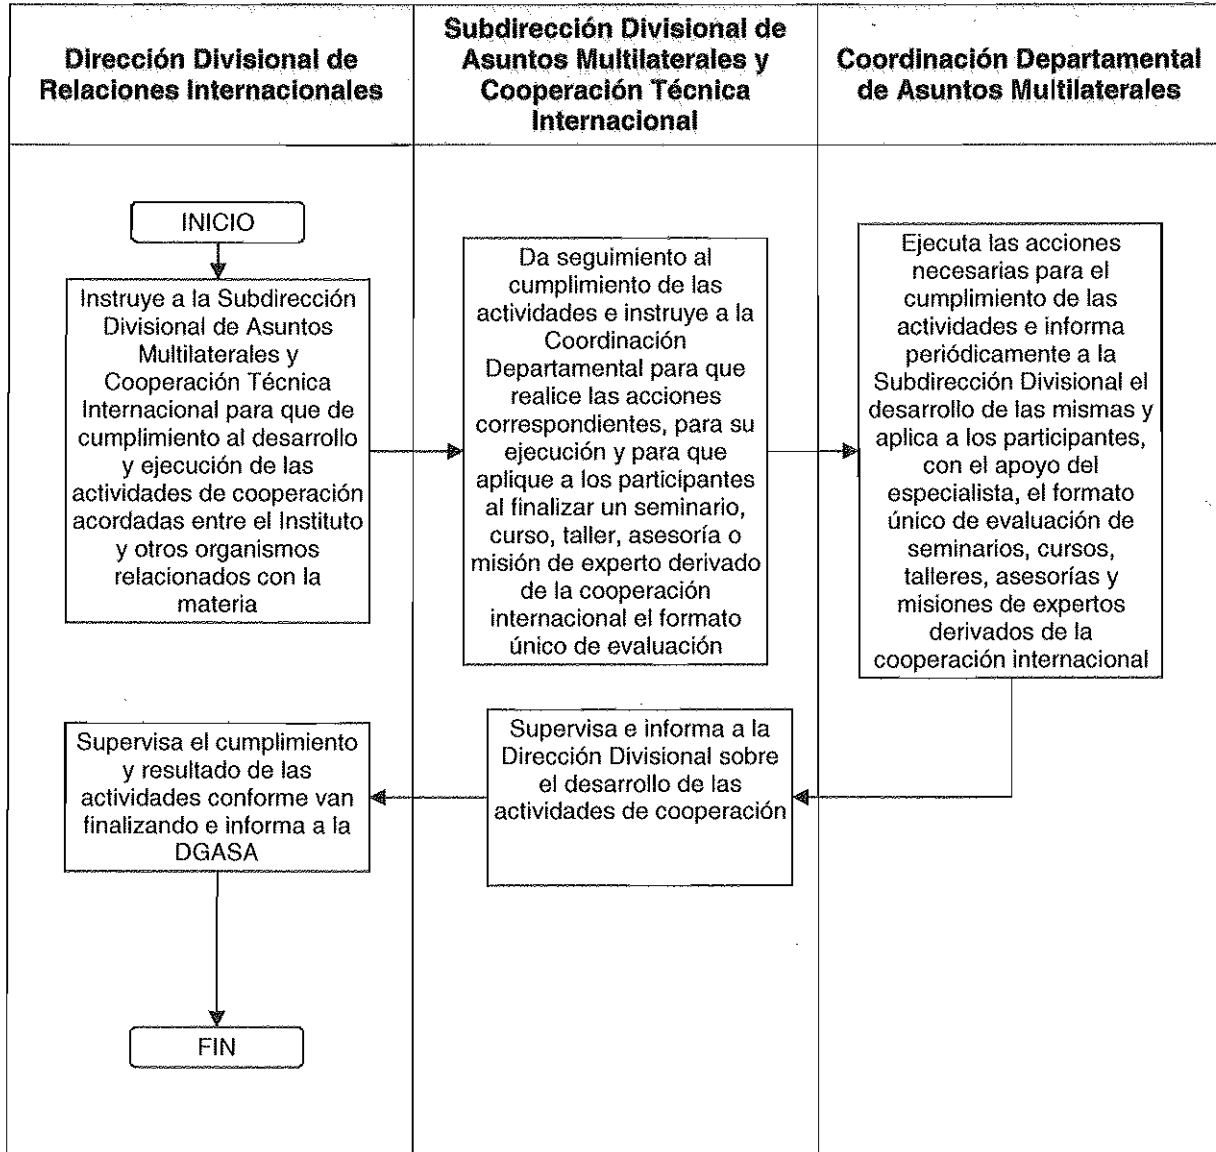 Dirección Divisional de
Relaciones Internacionales
Subdirección Divisional de
Asuntos Multilaterales y
Cooperación Técnica
Internacional
Coordinación Departamental
de Asuntos Multilaterales
INICIO
Instruye a la Subdirección
Divisional de Asuntos
Multilaterales y
Cooperación Técnica
Internacional para que de
cumplimiento al desarrollo
y ejecución de las
actividades de cooperación
acordadas entre el Instituto
y otros organismos
relacionados con la
materia
Da seguimiento al
cumplimiento de las
actividades e instruye a la
Coordinación
Departamental para que
realice las acciones
correspondientes, para su
ejecución y para que
aplique a los participantes
al finalizar un seminario,
curso, taller, asesoría o
misión de experto derivado
de la cooperación
internacional el formato
único de evaluación
Ejecuta las acciones
necesarias para el
cumplimiento de las
actividades e informa
periódicamente a la
Subdirección Divisional el
desarrollo de las mismas y
aplica a los participantes,
con el apoyo del
especialista, el formato
único de evaluación de
seminarios, cursos,
talleres, asesorías y
misiones de expertos
derivados de la
cooperación internacional
Supervisa e informa a la
Dirección Divisional sobre
el desarrollo de las
actividades de cooperación
Supervisa el cumplimiento
y resultado de las
actividades conforme van
finalizando e informa a la
DGASA
FIN